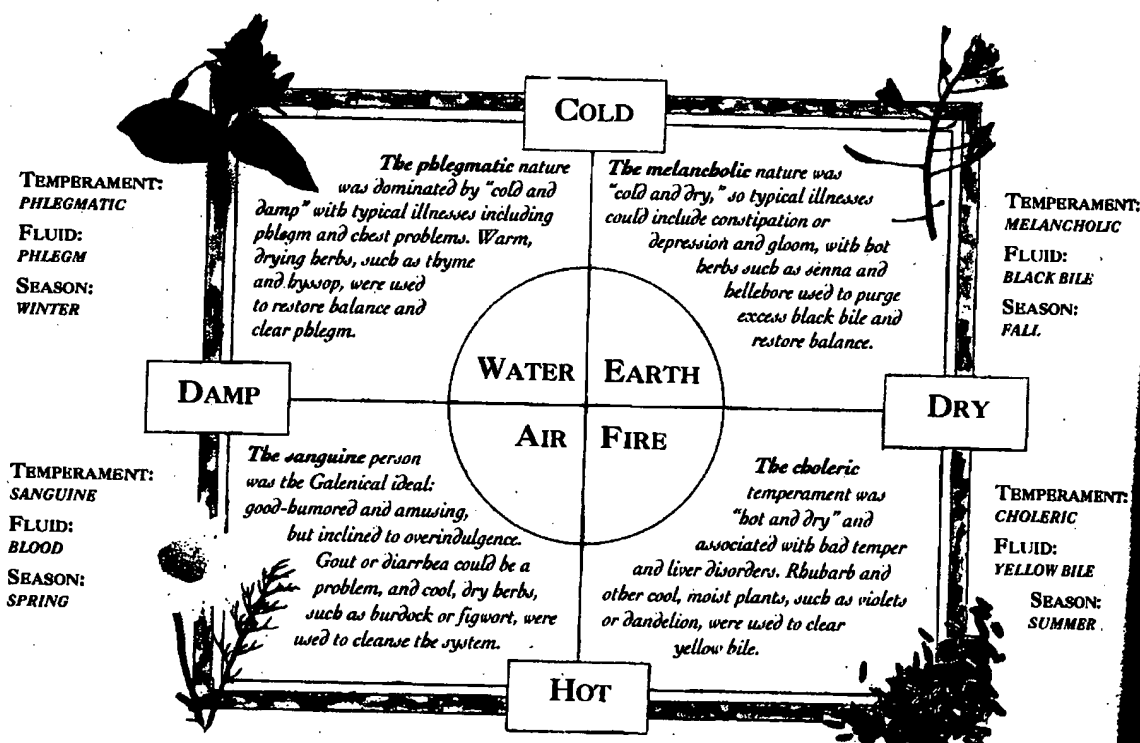 COLD
TEMPERAMENT:
PHLEGMATIC
FLUID:
PHLEGM
SEASON:
WINTER
The phlegmatic nature
was dominated by "cold and
damp" with typical illnesses including
phlegm and chest problems. Warm,
drying herbs, such as thyme
and hyssop, were used
to restore balance and
clear phlegm.
The melancholic nature was
"cold and dry," so typical illnesses
could include constipation or
depression and gloom, with hot
herbs such as senna and
hellebore used to purge
excess black bile and
restore balance.
TEMPERAMENT:
MELANCHOLIC
FLUID:
BLACK BILE
SEASON:
FALL
WATER EARTH
DAMP
DRY
AIR FIRE
TEMPERAMENT:
SANGUINE
FLUID:
BLOOD
SEASON:
SPRING
The sanguine person
was the Galenical ideal:
good-humored and amusing,
but inclined to overindulgence.
Gout or diarrhea could be a
problem, and cool, dry herbs,
such as burdock or figwort, were
used to cleanse the system.
The choleric
temperament was
"hot and dry" and
associated with bad temper
and liver disorders. Rhubarb and
other cool, moist plants, such as violets
or dandelion, were used to clear
yellow bile.
TEMPERAMENT:
CHOLERIC
FLUID:
YELLOW BILE
SEASON:
SUMMER
HOT